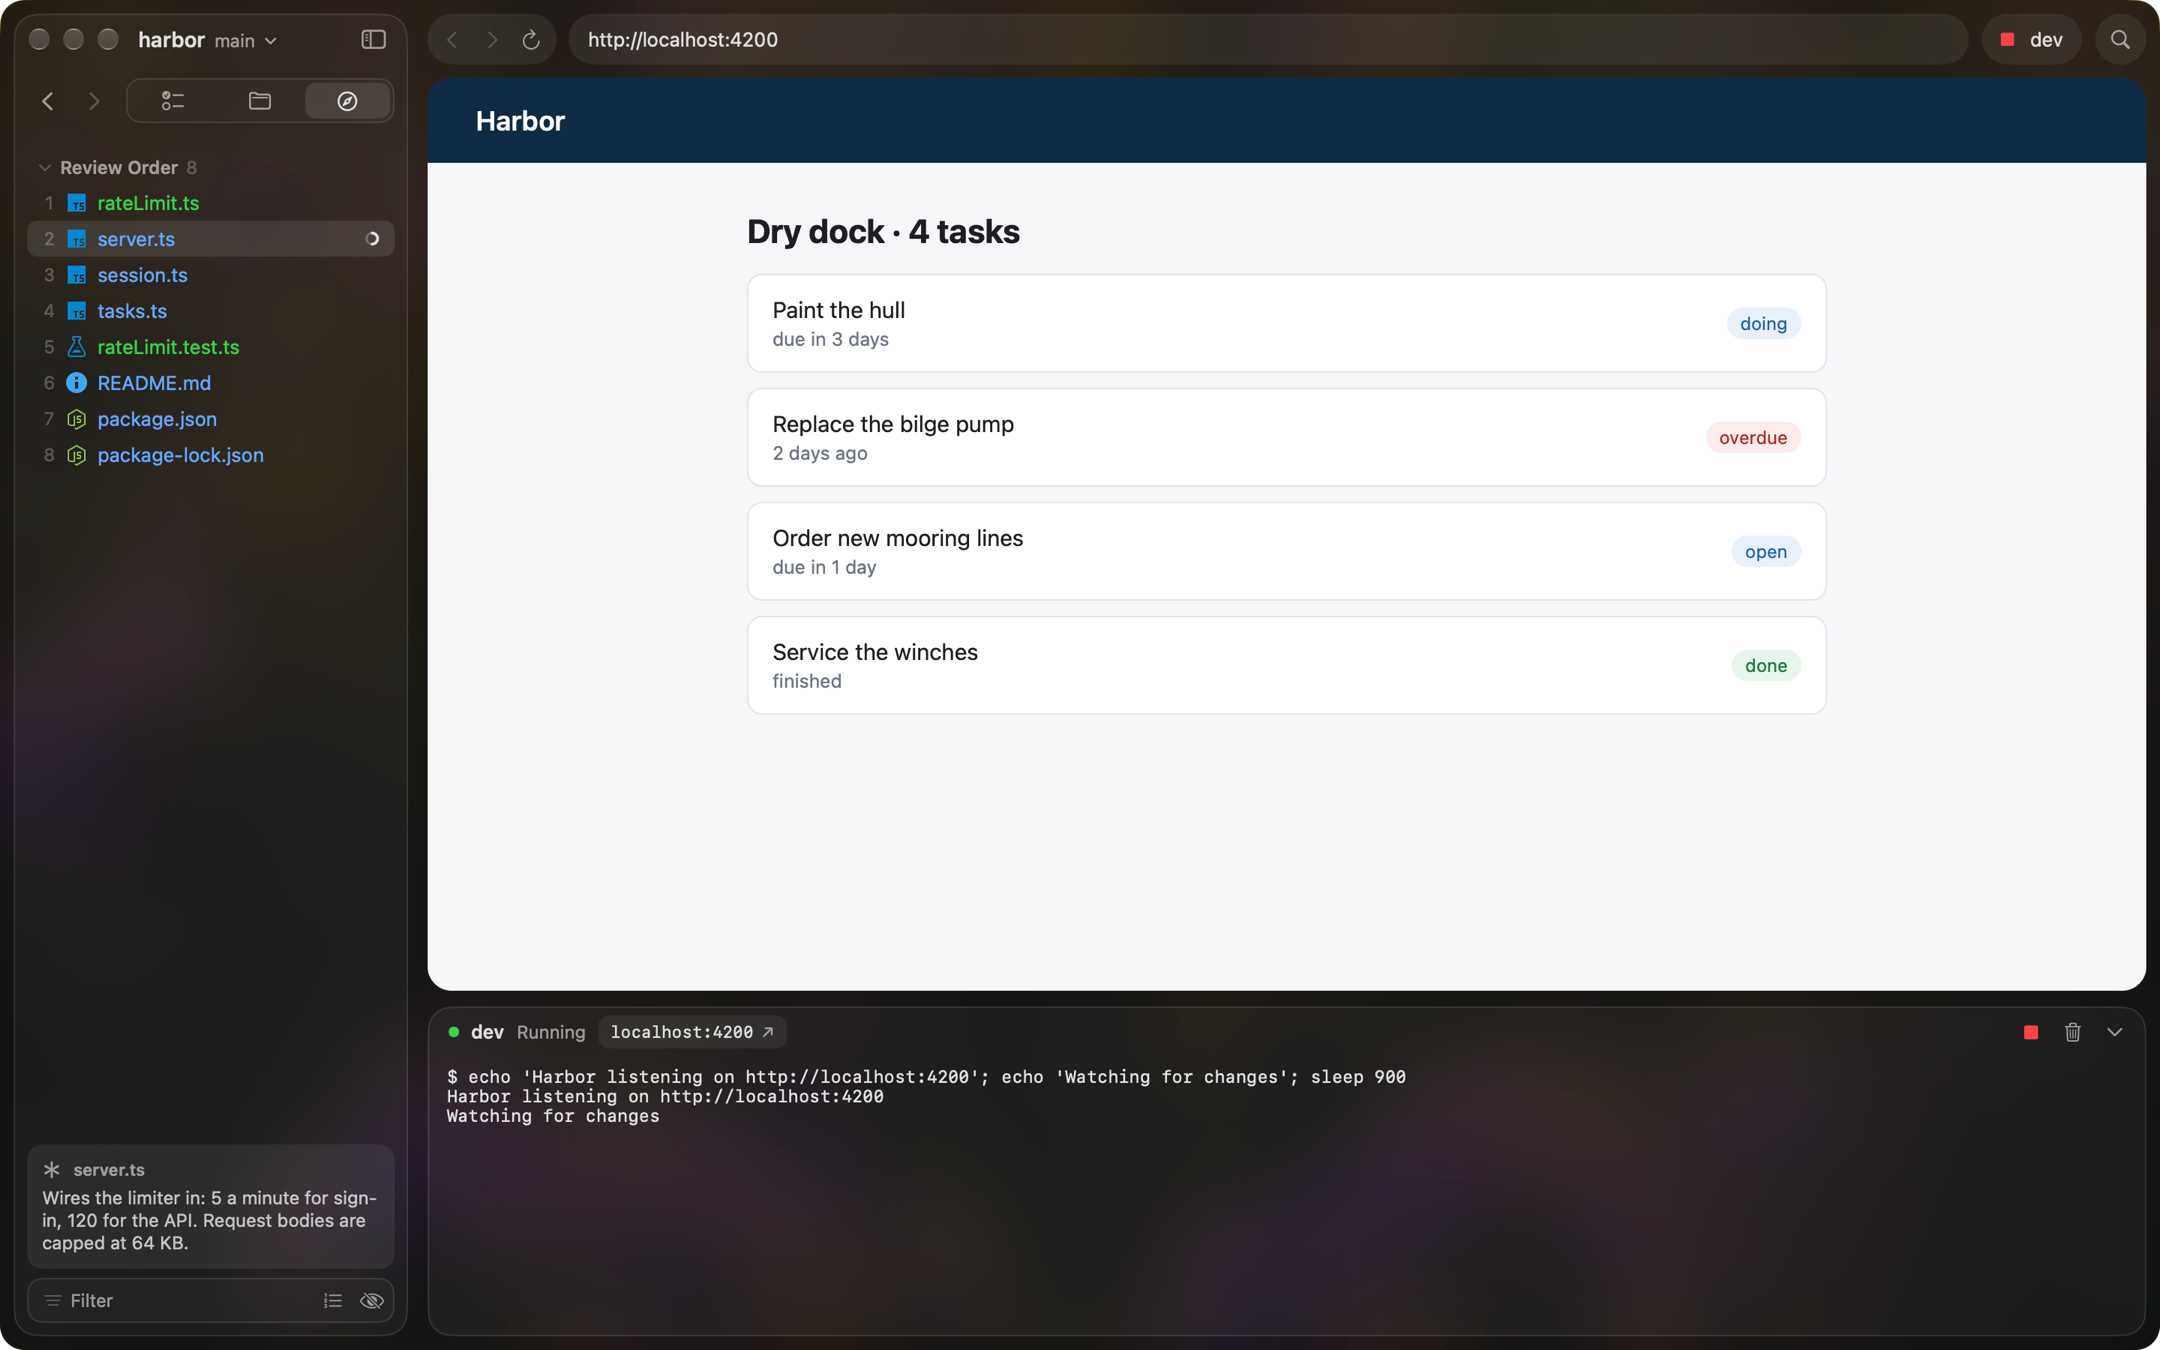 harbor main
http://localhost:4200
dev
Review Order 8
1 rateLimit.ts
2 server.ts
3 session.ts
4 tasks.ts
5 rateLimit.test.ts
6 README.md
7 package.json
8 package-lock.json
server.ts
Wires the limiter in: 5 a minute for sign-
in, 120 for the API. Request bodies are
capped at 64 KB.
Filter
Harbor
Dry dock · 4 tasks
Paint the hull
due in 3 days
doing
Replace the bilge pump
2 days ago
overdue
Order new mooring lines
due in 1 day
open
Service the winches
finished
done
dev Running localhost:4200 ↗
$ echo 'Harbor listening on http://localhost:4200'; echo 'Watching for changes'; sleep 900
Harbor listening on http://localhost:4200
Watching for changes